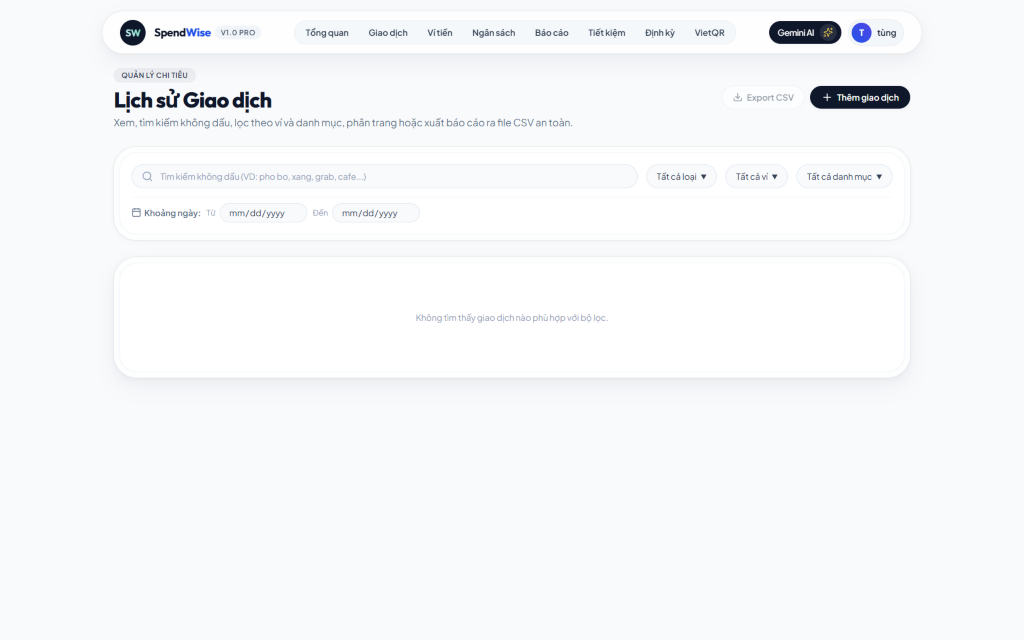 SW SpendWise V1.0 PRO Tổng quan Giao dịch Ví tiền Ngân sách Báo cáo Tiết kiệm Định kỳ VietQR Gemini AI T tùng
QUẢN LÝ CHI TIÊU
Lịch sử Giao dịch
Export CSV Thêm giao dịch
Xem, tìm kiếm không dấu, lọc theo ví và danh mục, phân trang hoặc xuất báo cáo ra file CSV an toàn.
Tìm kiếm không dấu (VD: pho bo, xang, grab, cafe...) Tất cả loại ▼ Tất cả ví ▼ Tất cả danh mục ▼
Khoảng ngày: Từ mm/dd/yyyy Đến mm/dd/yyyy
Không tìm thấy giao dịch nào phù hợp với bộ lọc.